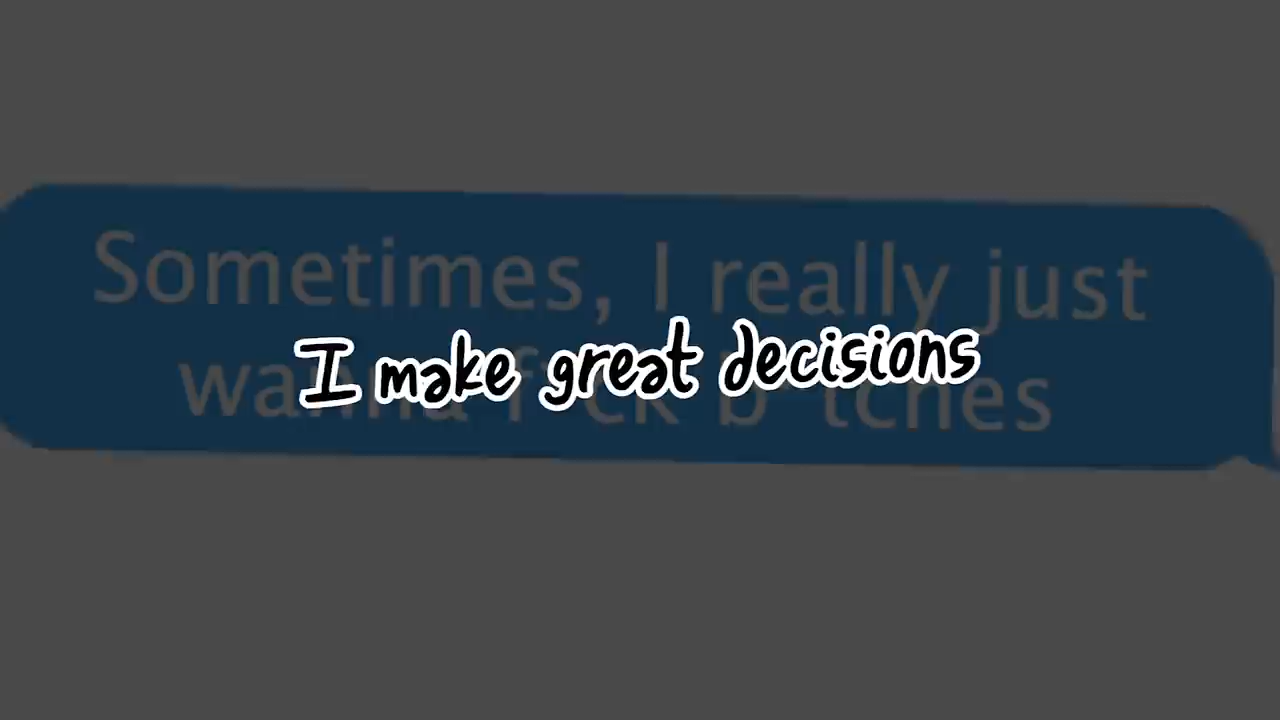 Sometimes, I really just
wanna f*ck b*tches
I make great decisions